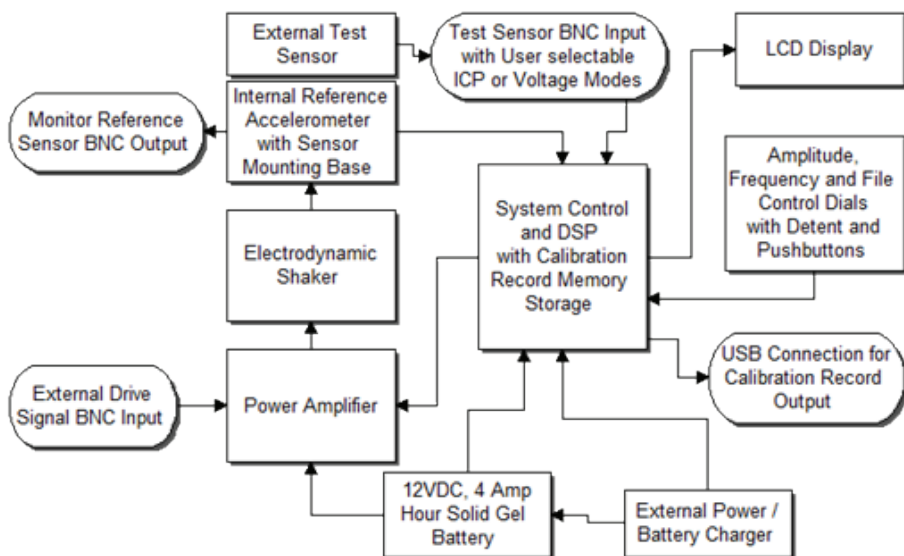 External Test
Sensor
Test Sensor BNC Input
with User selectable
ICP or Voltage Modes
LCD Display
Monitor Reference
Sensor BNC Output
Internal Reference
Accelerometer
with Sensor
Mounting Base
Amplitude,
Frequency and File
Control Dials
with Detent and
Pushbuttons
System Control
and DSP
with Calibration
Record Memory
Storage
Electrodynamic
Shaker
USB Connection for
Calibration Record
Output
External Drive
Signal BNC Input
Power Amplifier
12VDC, 4 Amp
Hour Solid Gel
Battery
External Power /
Battery Charger